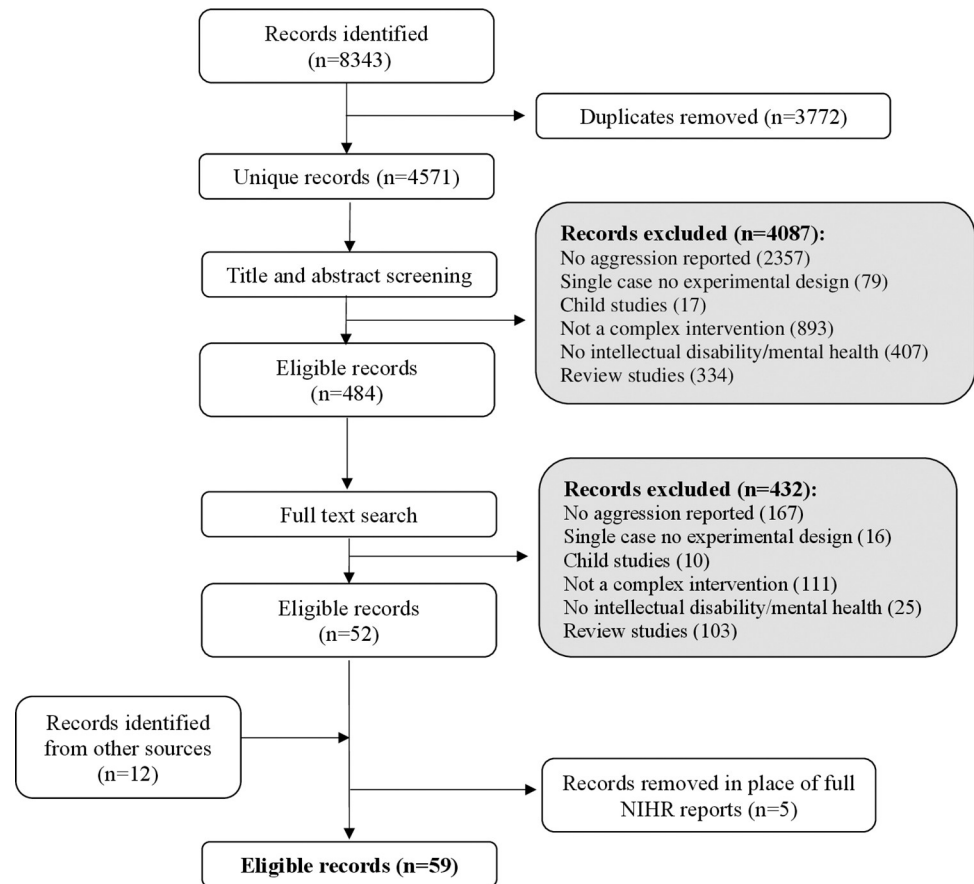 Records identified
(n=8343)
Duplicates removed (n=3772)
Unique records (n=4571)
Records excluded (n=4087):
No aggression reported (2357)
Single case no experimental design (79)
Child studies (17)
Not a complex intervention (893)
No intellectual disability/mental health (407)
Review studies (334)
Title and abstract screening
Eligible records
(n=484)
Full text search
Records excluded (n=432):
No aggression reported (167)
Single case no experimental design (16)
Child studies (10)
Not a complex intervention (111)
No intellectual disability/mental health (25)
Review studies (103)
Eligible records
(n=52)
Records identified
from other sources
(n=12)
Records removed in place of full
NIHR reports (n=5)
Eligible records (n=59)